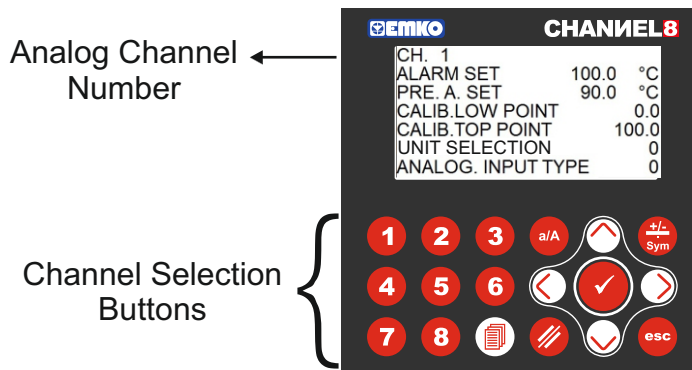 Analog Channel
Number
EMKO
CHANNEL8
CH. 1
ALARM SET 100.0 °C
PRE. A. SET 90.0 °C
CALIB.LOW POINT 0.0
CALIB.TOP POINT 100.0
UNIT SELECTION 0
ANALOG. INPUT TYPE 0
Channel Selection
Buttons
1 2 3 a/A +/- . Sym
4 5 6
7 8 esc